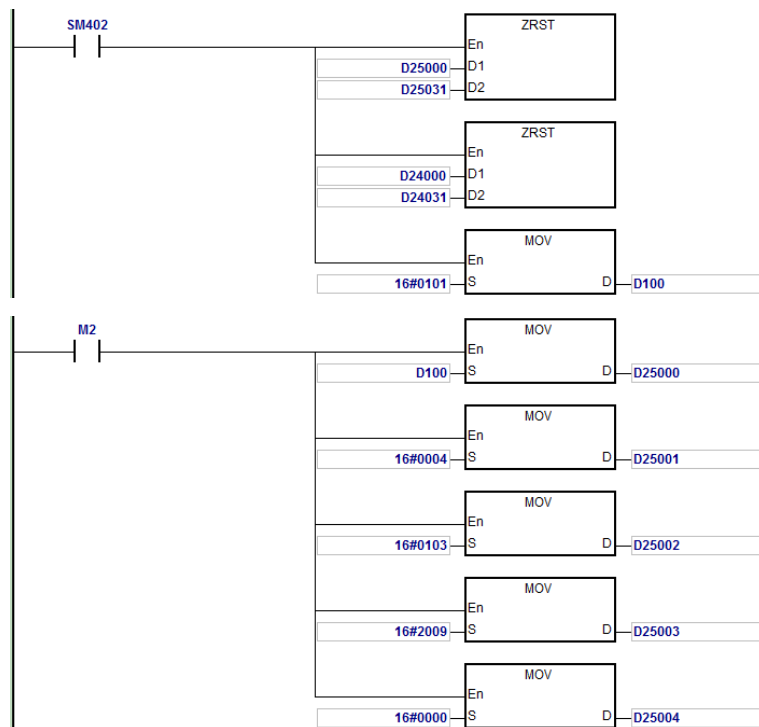 SM402
ZRST
En
D25000 D1
D25031 D2
ZRST
En
D24000 D1
D24031 D2
MOV
En
16#0101 S D D100
M2
MOV
En
D100 S D D25000
MOV
En
16#0004 S D D25001
MOV
En
16#0103 S D D25002
MOV
En
16#2009 S D D25003
MOV
En
16#0000 S D D25004